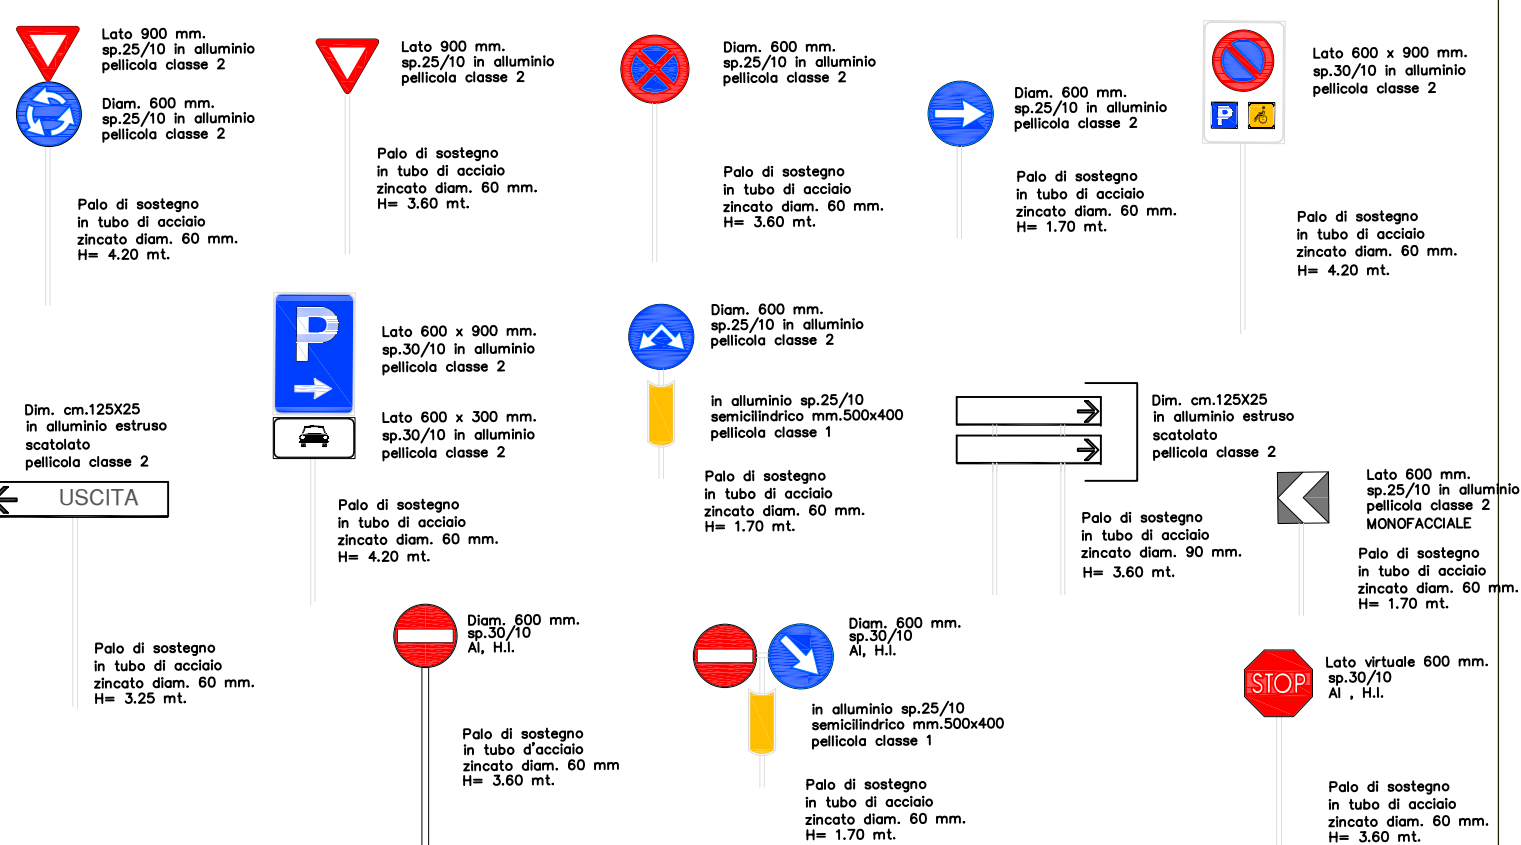 Lato 900 mm.
sp.25/10 in alluminio
pellicola classe 2
Diam. 600 mm.
sp.25/10 in alluminio
pellicola classe 2
Palo di sostegno
in tubo di acciaio
zincato diam. 60 mm.
H= 4.20 mt.
Lato 900 mm.
sp.25/10 in alluminio
pellicola classe 2
Palo di sostegno
in tubo di acciaio
zincato diam. 60 mm.
H= 3.60 mt.
Diam. 600 mm.
sp.25/10 in alluminio
pellicola classe 2
Palo di sostegno
in tubo di acciaio
zincato diam. 60 mm.
H= 3.60 mt.
Diam. 600 mm.
sp.25/10 in alluminio
pellicola classe 2
Palo di sostegno
in tubo di acciaio
zincato diam. 60 mm.
H= 1.70 mt.
P
Lato 600 x 900 mm.
sp.30/10 in alluminio
pellicola classe 2
Palo di sostegno
in tubo di acciaio
zincato diam. 60 mm.
H= 4.20 mt.
Dim. cm.125X25
in alluminio estruso
scatolato
pellicola classe 2
USCITA
Palo di sostegno
in tubo di acciaio
zincato diam. 60 mm.
H= 3.25 mt.
P
Lato 600 x 900 mm.
sp.30/10 in alluminio
pellicola classe 2
Lato 600 x 300 mm.
sp.30/10 in alluminio
pellicola classe 2
Palo di sostegno
in tubo di acciaio
zincato diam. 60 mm.
H= 4.20 mt.
Diam. 600 mm.
sp.25/10 in alluminio
pellicola classe 2
in alluminio sp.25/10
semicilindrico mm.500x400
pellicola classe 1
Palo di sostegno
in tubo di acciaio
zincato diam. 60 mm.
H= 1.70 mt.
Dim. cm.125X25
in alluminio estruso
scatolato
pellicola classe 2
Palo di sostegno
in tubo di acciaio
zincato diam. 90 mm.
H= 3.60 mt.
Lato 600 mm.
sp.25/10 in alluminio
pellicola classe 2
MONOFACCIALE
Palo di sostegno
in tubo di acciaio
zincato diam. 60 mm.
H= 1.70 mt.
Diam. 600 mm.
sp.30/10
Al, H.I.
Palo di sostegno
in tubo d'acciaio
zincato diam. 60 mm
H= 3.60 mt.
Diam. 600 mm.
sp.30/10
Al, H.I.
in alluminio sp.25/10
semicilindrico mm.500x400
pellicola classe 1
Palo di sostegno
in tubo di acciaio
zincato diam. 60 mm.
H= 1.70 mt.
STOP
Lato virtuale 600 mm.
sp.30/10
Al , H.I.
Palo di sostegno
in tubo di acciaio
zincato diam. 60 mm.
H= 3.60 mt.